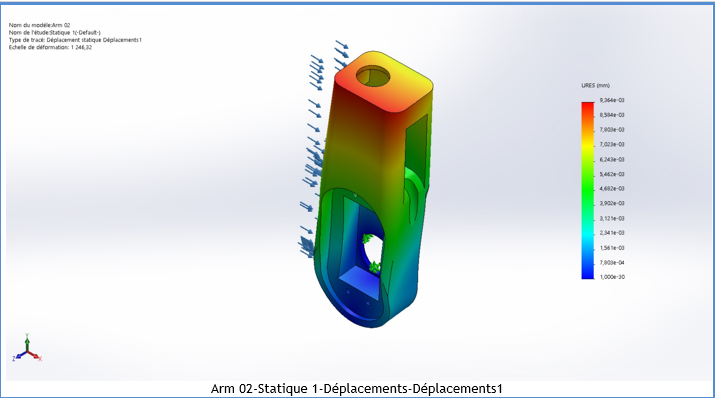 Nom du modèle:Arm 02
Nom de l'étude:Statique 1(-Default-)
Type de tracé: Déplacement statique Déplacements1
Echelle de déformation: 1 246,32
URES (mm)
9,364e-03
8,584e-03
7,803e-03
7,023e-03
6,243e-03
5,462e-03
4,682e-03
3,902e-03
3,121e-03
2,341e-03
1,561e-03
7,803e-04
1,000e-30
Y
Z
X
Arm 02-Statique 1-Déplacements-Déplacements1